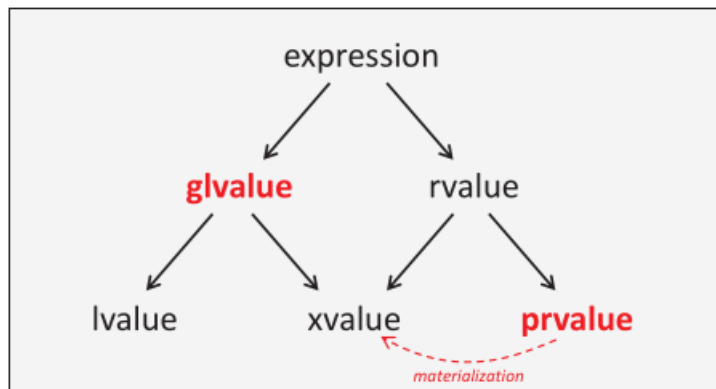 expression
glvalue rvalue
lvalue xvalue prvalue
materialization